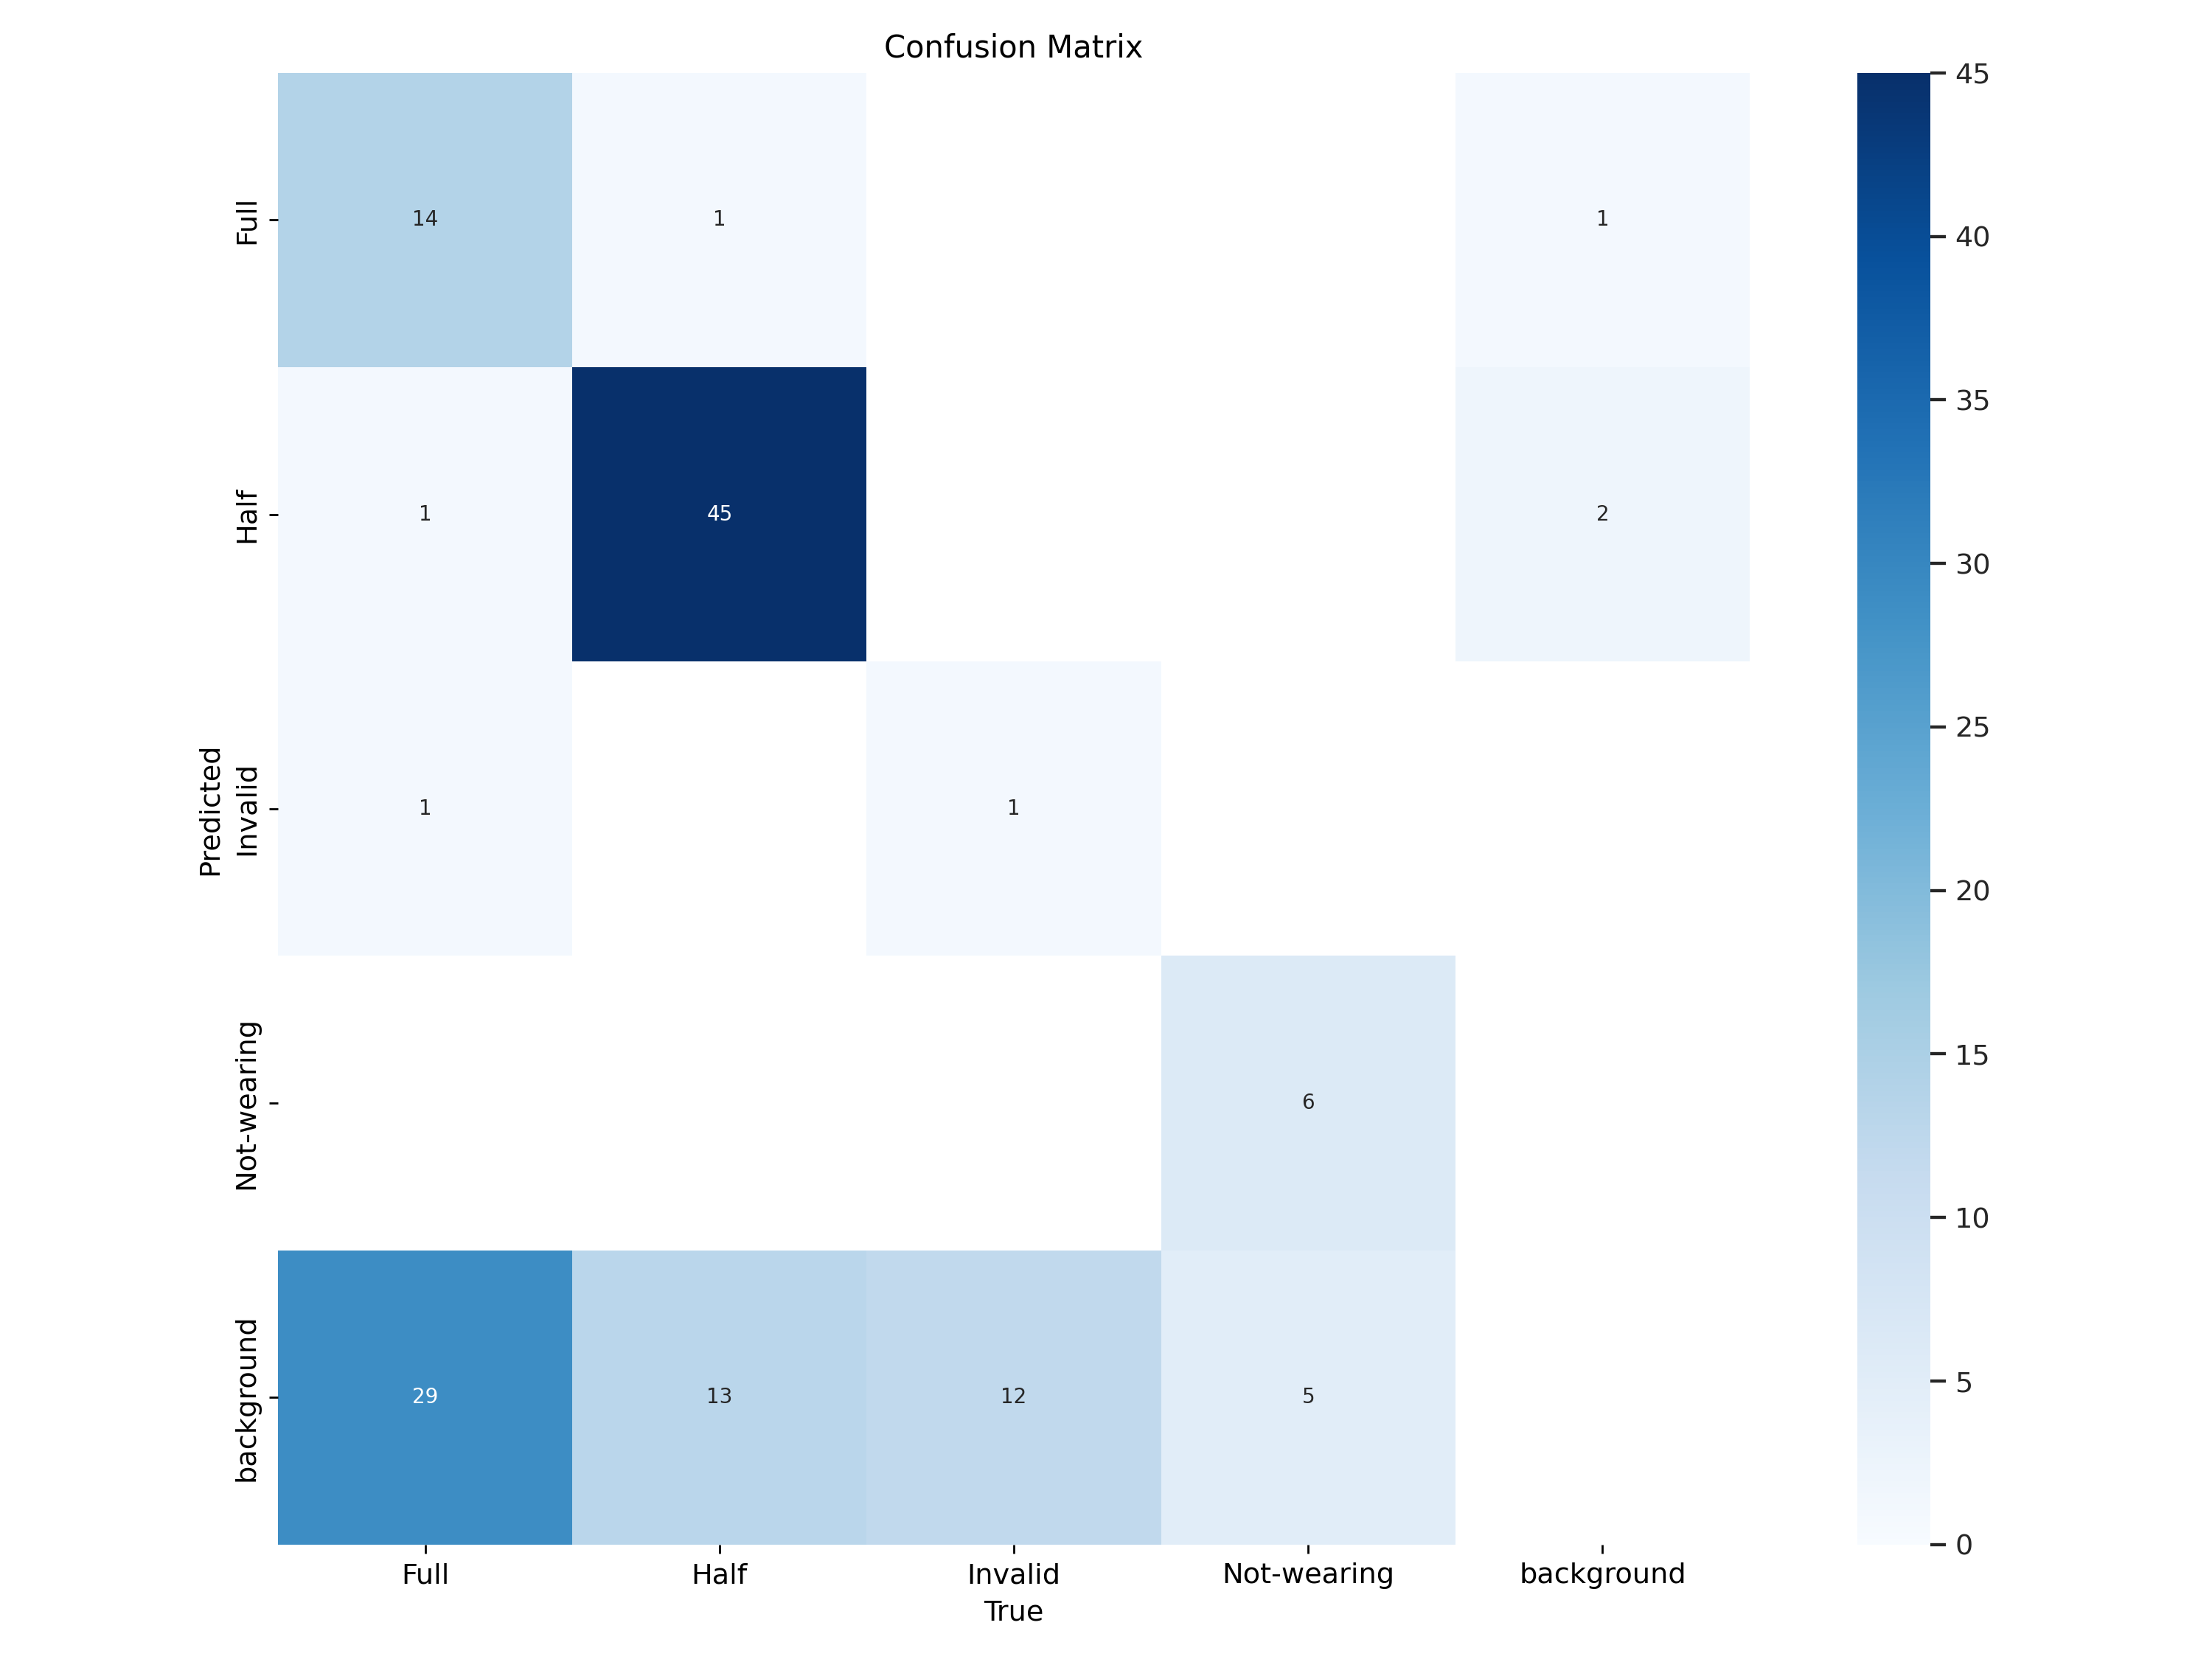 Confusion Matrix
45
40
35
30
25
20
15
10
5
0
Predicted
Full
14
1
1
Half
1
45
2
Invalid
1
1
Not-wearing
6
background
29
13
12
5
Full
Half
Invalid
Not-wearing
background
True